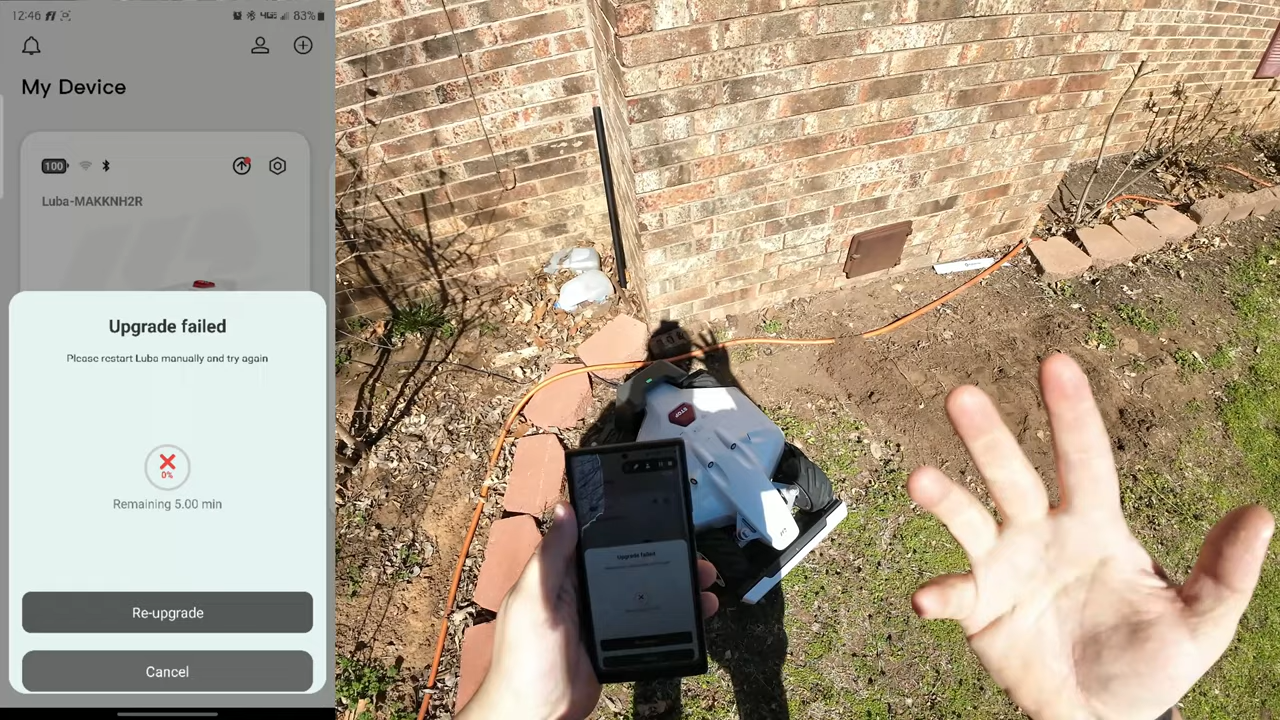 12:46
83%
My Device
100
Luba-MAKKNH2R
Upgrade failed
Please restart Luba manually and try again
0%
Remaining 5.00 min
Re-upgrade
Cancel
STOP
Upgrade failed